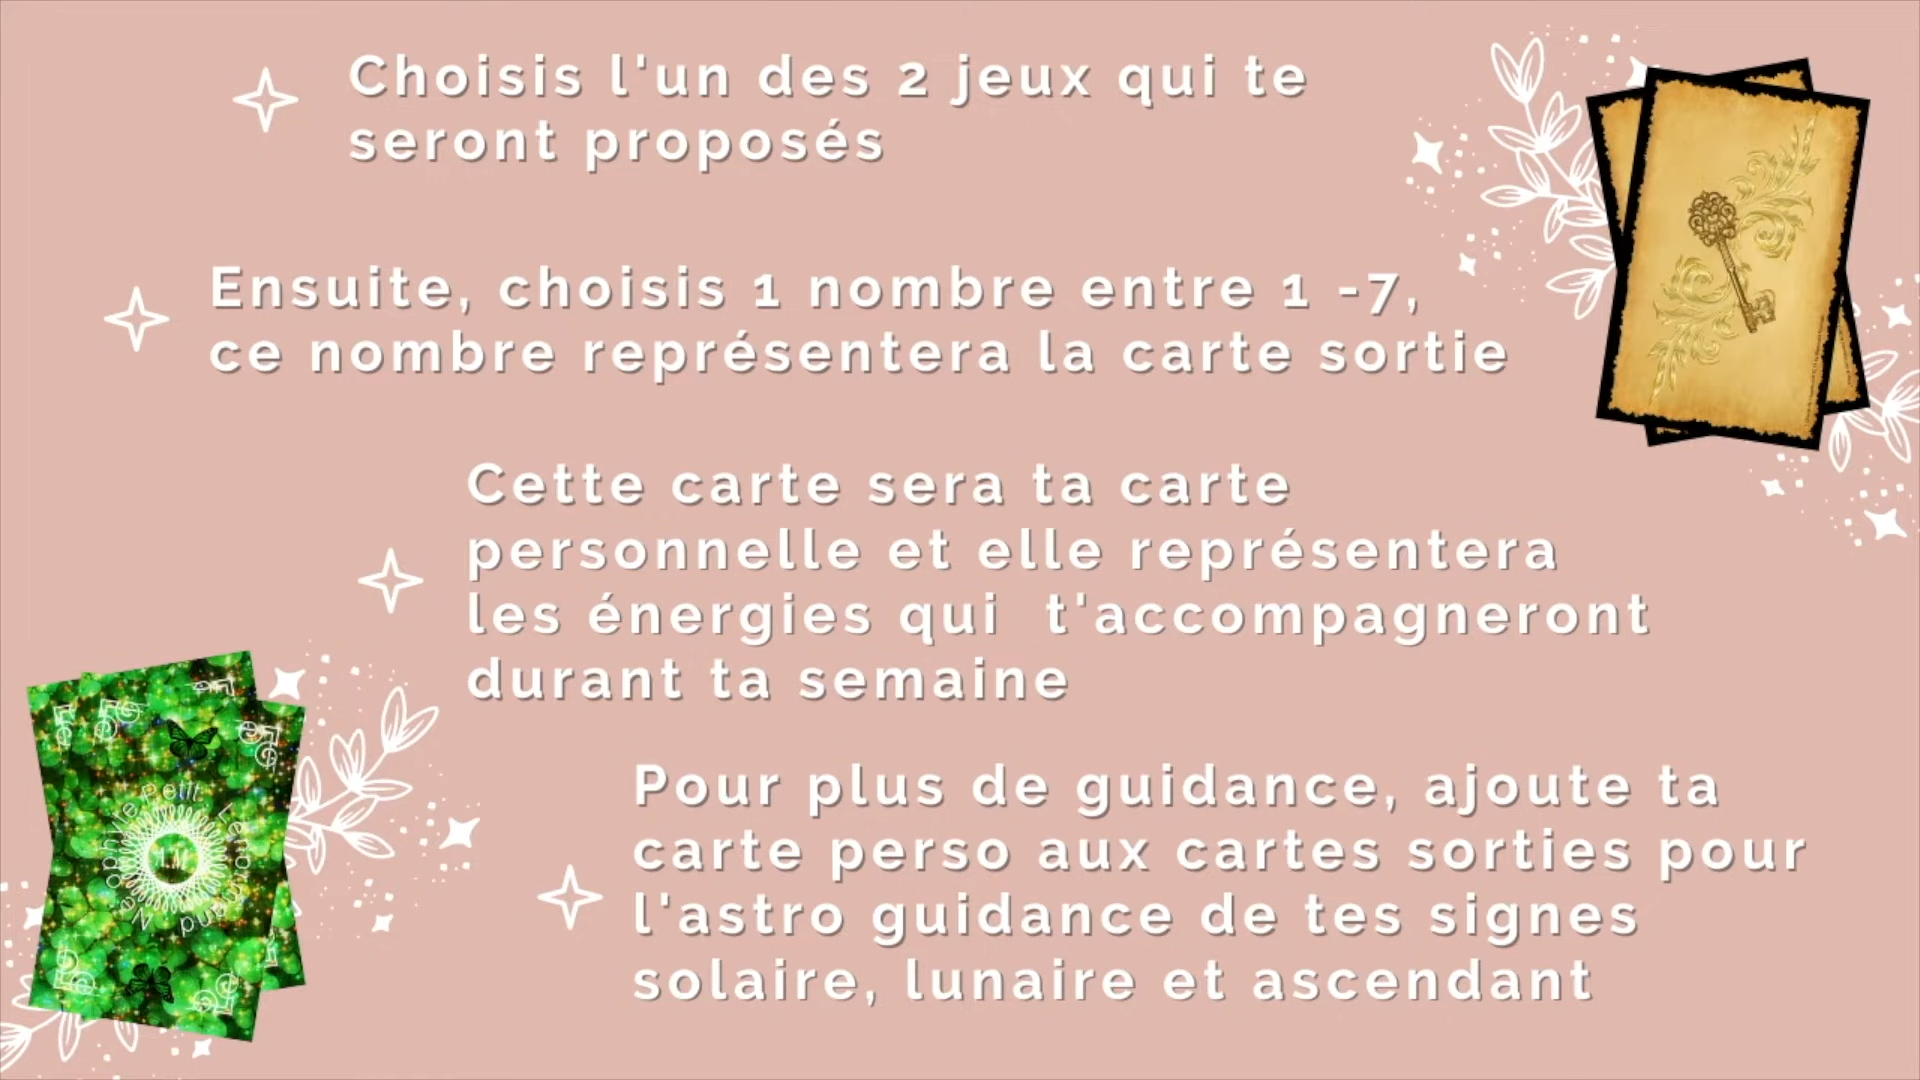 Choisis l'un des 2 jeux qui te
seront proposés
Ensuite, choisis 1 nombre entre 1 -7,
ce nombre représentera la carte sortie
Cette carte sera ta carte
personnelle et elle représentera
les énergies qui  t'accompagneront
durant ta semaine
Pour plus de guidance, ajoute ta
carte perso aux cartes sorties pour
l'astro guidance de tes signes
solaire, lunaire et ascendant
Petit Lenormand